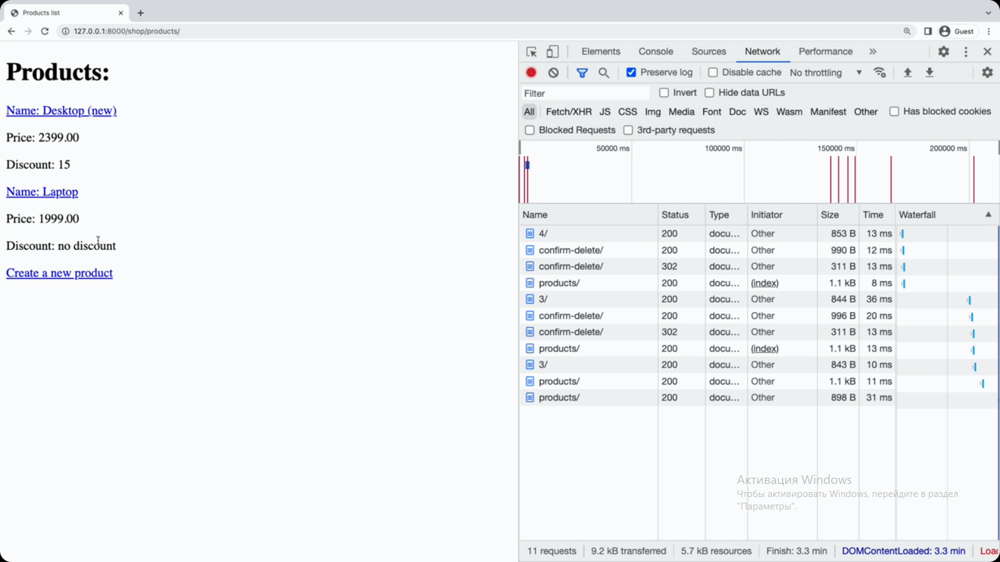 Products list
127.0.0.1:8000/shop/products/
Guest
Products:
Name: Desktop (new)
Price: 2399.00
Discount: 15
Name: Laptop
Price: 1999.00
Discount: no discount
Create a new product
Elements Console Sources Network Performance »
Preserve log Disable cache No throttling
Filter Invert Hide data URLs
All Fetch/XHR JS CSS Img Media Font Doc WS Wasm Manifest Other Has blocked cookies
Blocked Requests 3rd-party requests
50000 ms 100000 ms 150000 ms 200000 ms
Name Status Type Initiator Size Time Waterfall
4/ 200 docu... Other 853 B 13 ms
confirm-delete/ 200 docu... Other 990 B 12 ms
confirm-delete/ 302 docu... Other 311 B 13 ms
products/ 200 docu... (index) 1.1 kB 8 ms
3/ 200 docu... Other 844 B 36 ms
confirm-delete/ 200 docu... Other 996 B 20 ms
confirm-delete/ 302 docu... Other 311 B 13 ms
products/ 200 docu... (index) 1.1 kB 13 ms
3/ 200 docu... Other 843 B 10 ms
products/ 200 docu... Other 1.1 kB 11 ms
products/ 200 docu... Other 898 B 31 ms
Активация Windows
Чтобы активировать Windows, перейдите в раздел
"Параметры".
11 requests 9.2 kB transferred 5.7 kB resources Finish: 3.3 min DOMContentLoaded: 3.3 min